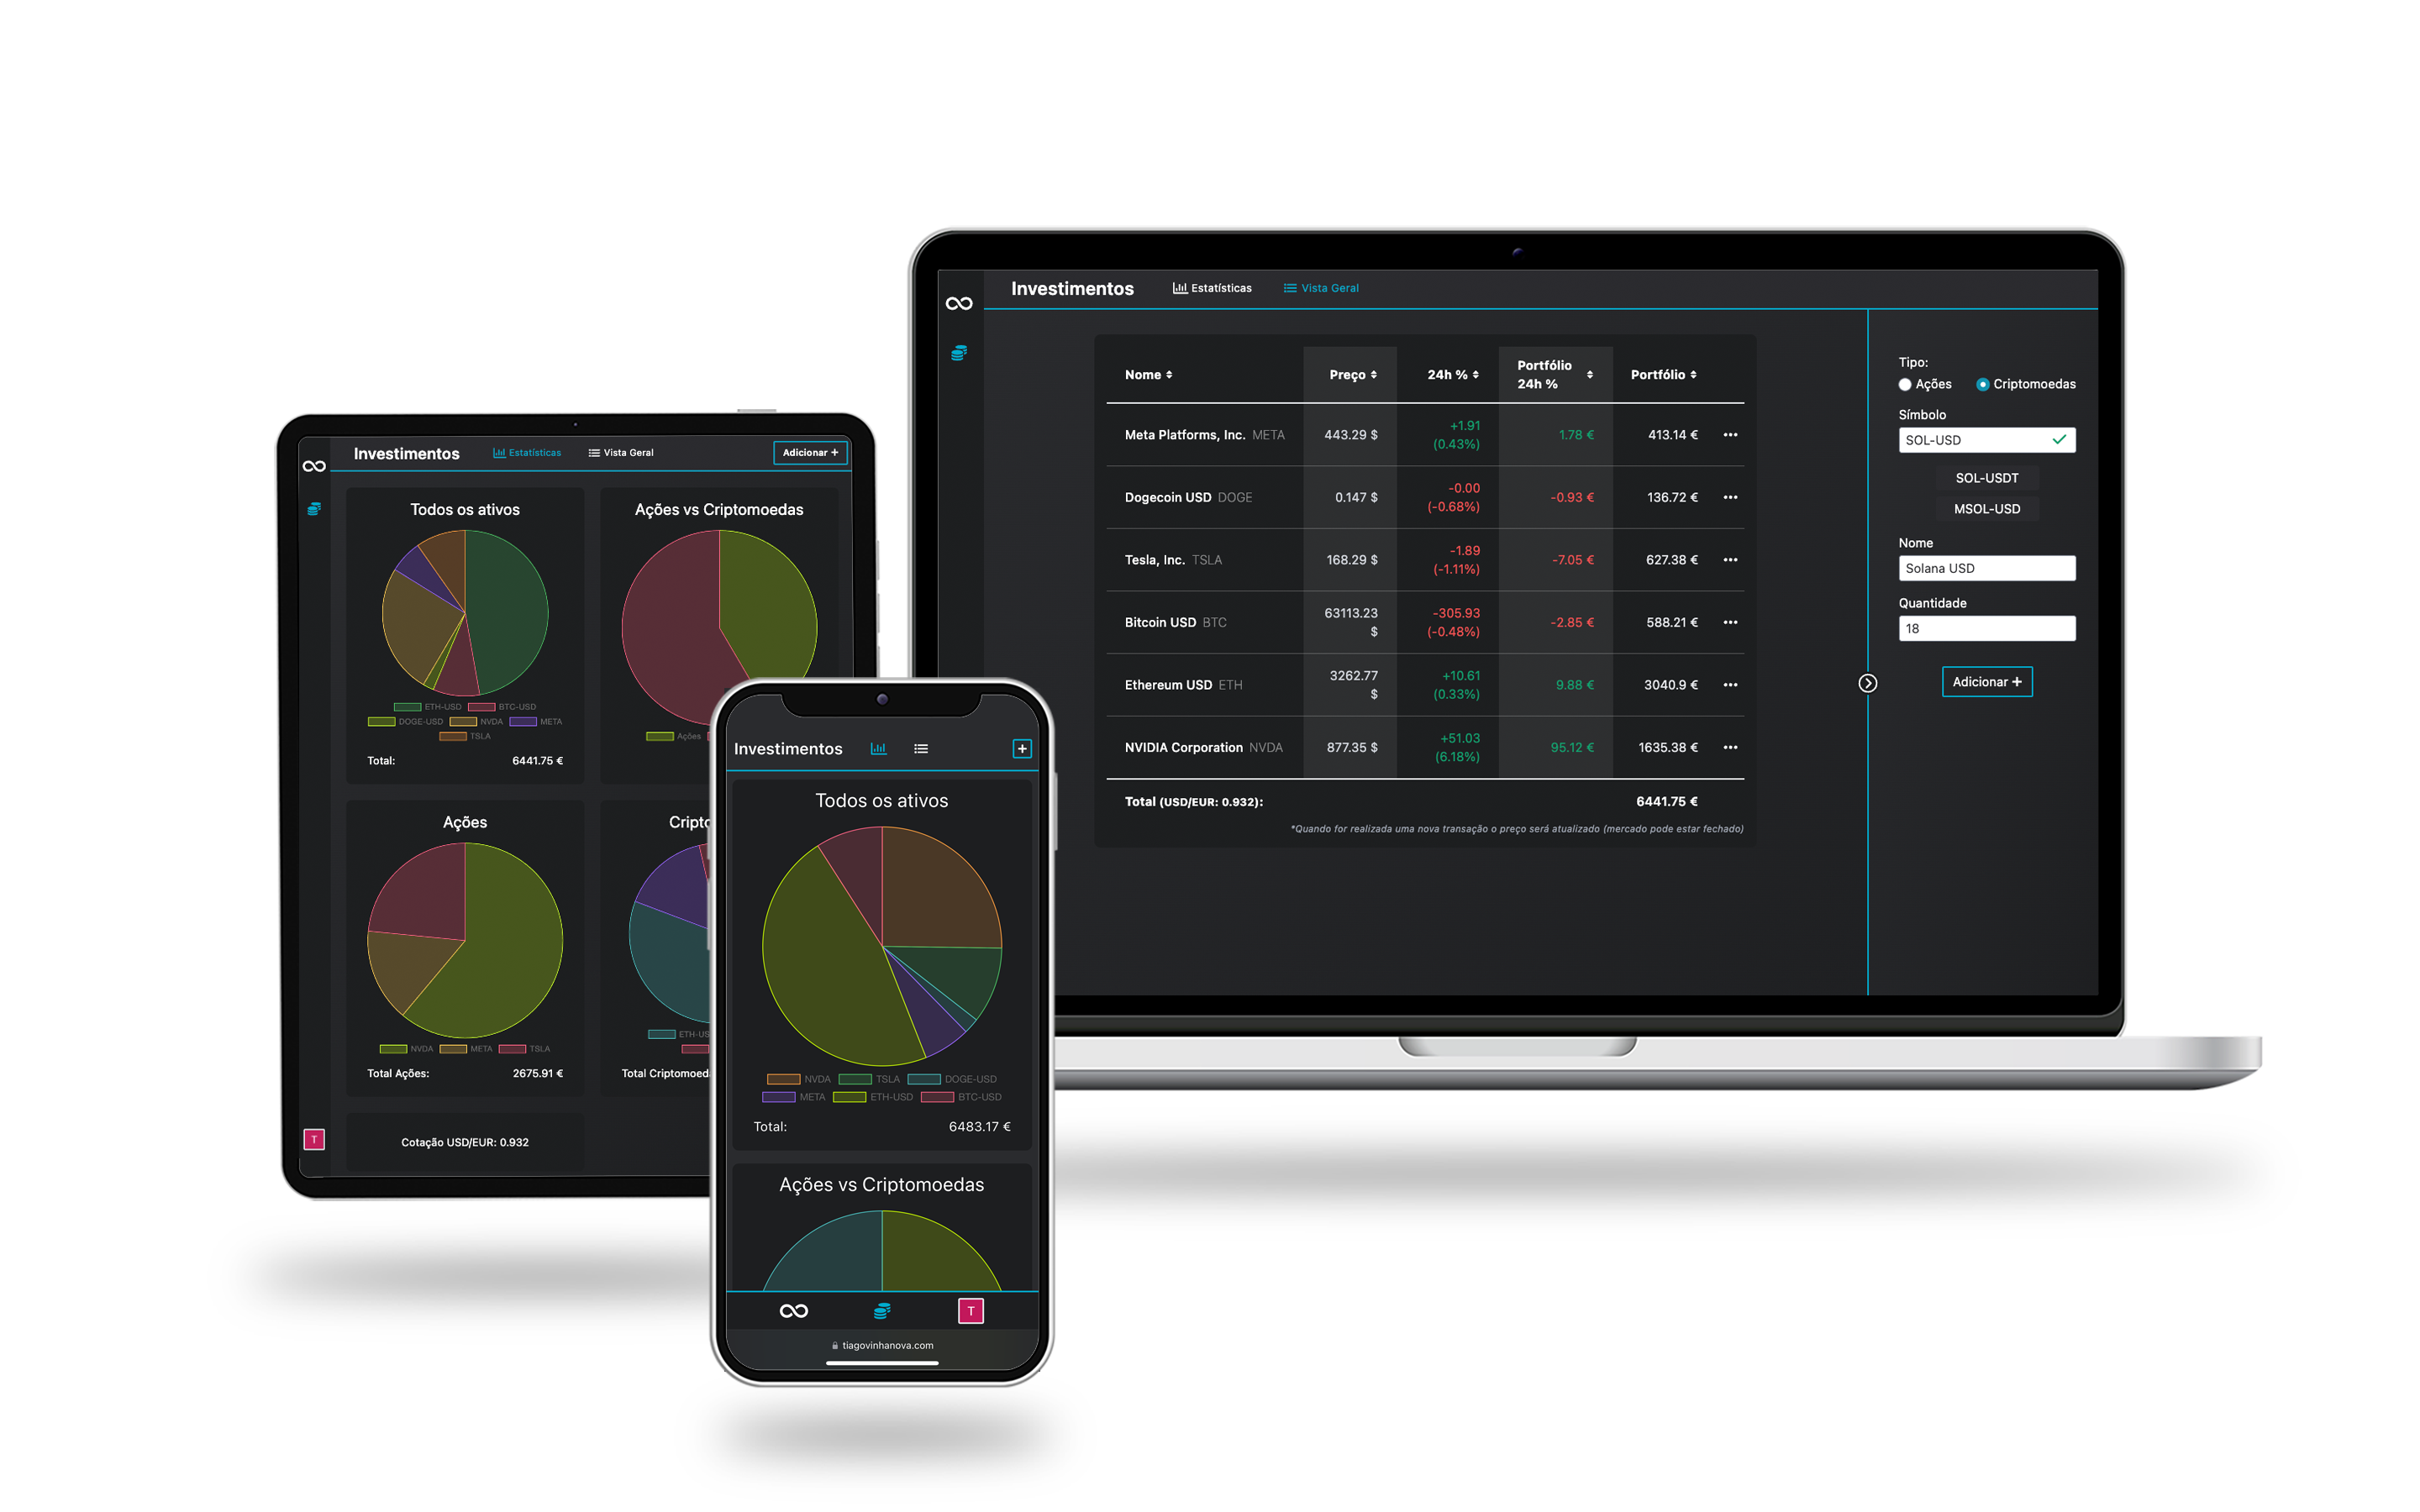 Investimentos
Estatísticas
Vista Geral
Nome
Preço
24h %
Portfólio
24h %
Portfólio
Meta Platforms, Inc. META
443.29 $
+1.91
(0.43%)
1.78 €
413.14 €
Dogecoin USD DOGE
0.147 $
-0.00
(-0.68%)
-0.93 €
136.72 €
Tesla, Inc. TSLA
168.29 $
-1.89
(-1.11%)
-7.05 €
627.38 €
Bitcoin USD BTC
63113.23
$
-305.93
(-0.48%)
-2.85 €
588.21 €
Ethereum USD ETH
3262.77
$
+10.61
(0.33%)
9.88 €
3040.9 €
NVIDIA Corporation NVDA
877.35 $
+51.03
(6.18%)
95.12 €
1635.38 €
Total (USD/EUR: 0.932):
6441.75 €
*Quando for realizada uma nova transação o preço será atualizado (mercado pode estar fechado)
Tipo:
Ações
Criptomoedas
Símbolo
SOL-USD
SOL-USDT
MSOL-USD
Nome
Solana USD
Quantidade
18
Adicionar +
Investimentos
Estatísticas
Vista Geral
Adicionar +
Todos os ativos
ETH-USD BTC-USD
DOGE-USD NVDA META
TSLA
Total: 6441.75 €
Ações vs Criptomoedas
Ações
Ações
NVDA META TSLA
Total Ações: 2675.91 €
Cotação USD/EUR: 0.932
T
Investimentos
Todos os ativos
NVDA TSLA DOGE-USD
META ETH-USD BTC-USD
Total: 6483.17 €
Ações vs Criptomoedas
T
tiagovinhanova.com